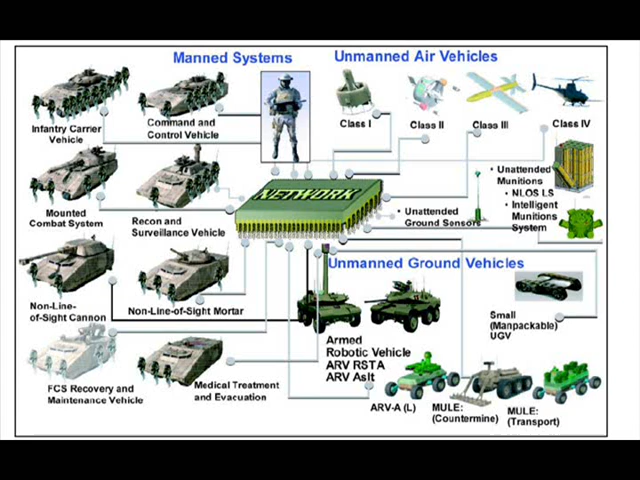 Manned Systems
Unmanned Air Vehicles
Infantry Carrier
Vehicle
Command and
Control Vehicle
Class I
Class II
Class III
Class IV
Mounted
Combat System
Recon and
Surveillance Vehicle
NETWORK
• Unattended
Ground Sensors
• Unattended
Munitions
• NLOS LS
• Intelligent
Munitions
System
Non-Line-
of-Sight Cannon
Non-Line-of-Sight Mortar
Unmanned Ground Vehicles
Armed
Robotic Vehicle
ARV RSTA
ARV Aslt
Small
(Manpackable)
UGV
FCS Recovery and
Maintenance Vehicle
Medical Treatment
and Evacuation
ARV-A (L)
MULE:
(Countermine)
MULE:
(Transport)